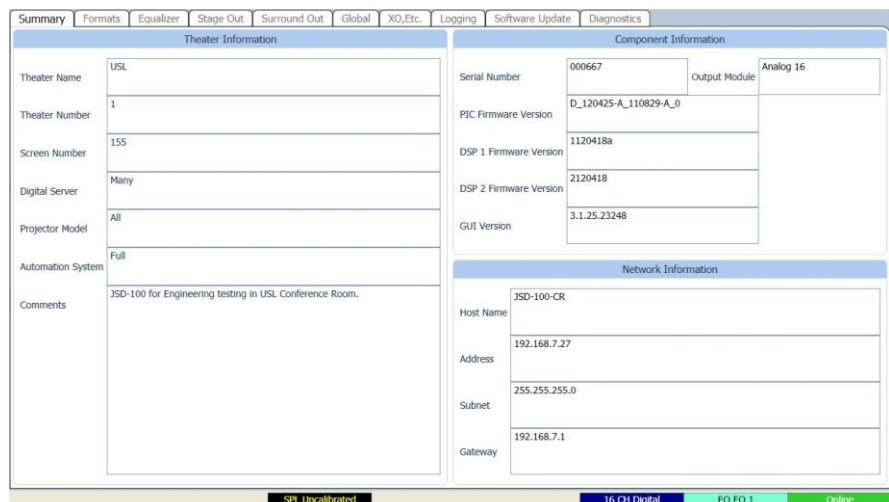 Summary Formats Equalizer Stage Out Surround Out Global XO,Etc. Logging Software Update Diagnostics
Theater Information
Theater Name USL
Theater Number 1
Screen Number 155
Digital Server Many
Projector Model All
Automation System Full
Comments JSD-100 for Engineering testing in USL Conference Room.
Component Information
Serial Number 000667 Output Module Analog 16
PIC Firmware Version D_120425-A_110829-A_0
DSP 1 Firmware Version 1120418a
DSP 2 Firmware Version 2120418
GUI Version 3.1.25.23248
Network Information
Host Name JSD-100-CR
Address 192.168.7.27
Subnet 255.255.255.0
Gateway 192.168.7.1
SPL Uncalibrated 16 CH Digital EQ EQ 1 Online